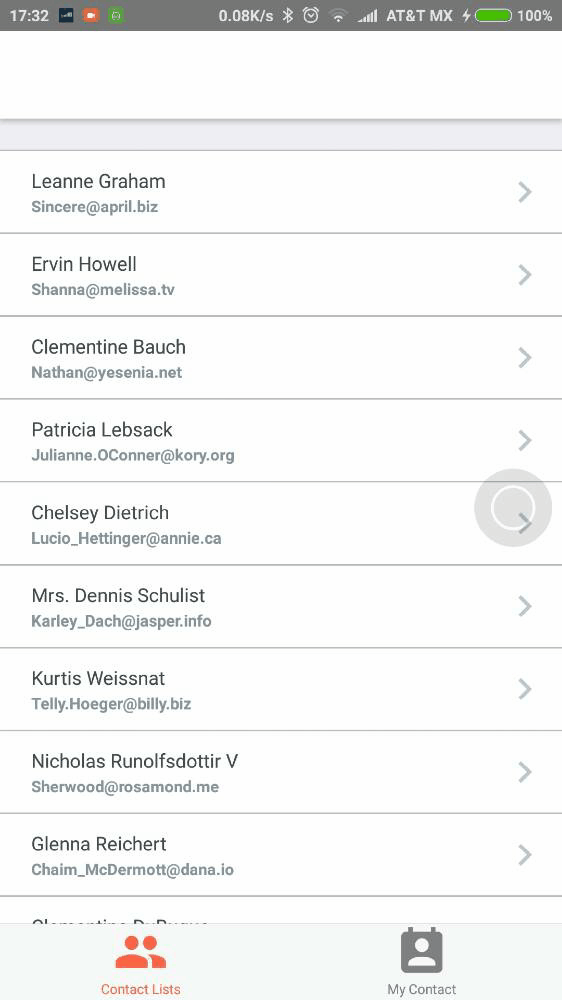 17:32 0.08K/s AT&T MX 100%
Leanne Graham
Sincere@april.biz
Ervin Howell
Shanna@melissa.tv
Clementine Bauch
Nathan@yesenia.net
Patricia Lebsack
Julianne.OConner@kory.org
Chelsey Dietrich
Lucio_Hettinger@annie.ca
Mrs. Dennis Schulist
Karley_Dach@jasper.info
Kurtis Weissnat
Telly.Hoeger@billy.biz
Nicholas Runolfsdottir V
Sherwood@rosamond.me
Glenna Reichert
Chaim_McDermott@dana.io
Contact Lists
My Contact